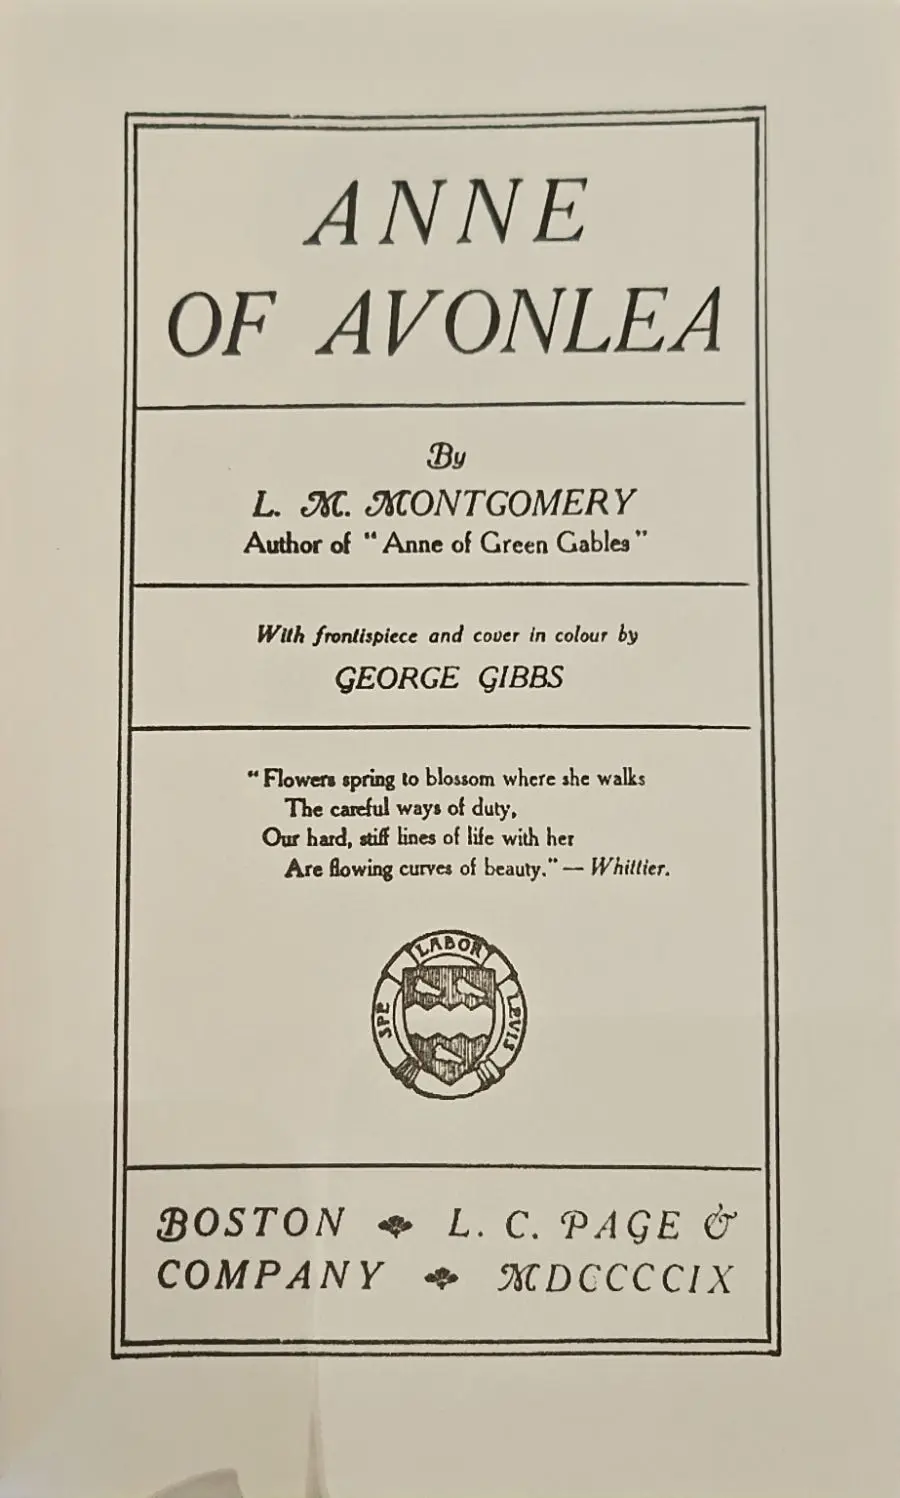 ANNE
OF AVONLEA
By
L. M. MONTGOMERY
Author of "Anne of Green Gables"
With frontispiece and cover in colour by
GEORGE GIBBS
"Flowers spring to blossom where she walks
The careful ways of duty,
Our hard, stiff lines of life with her
Are flowing curves of beauty." — Whittier.
SPE LABOR LEVIS
BOSTON L. C. PAGE &
COMPANY MDCCCCIX